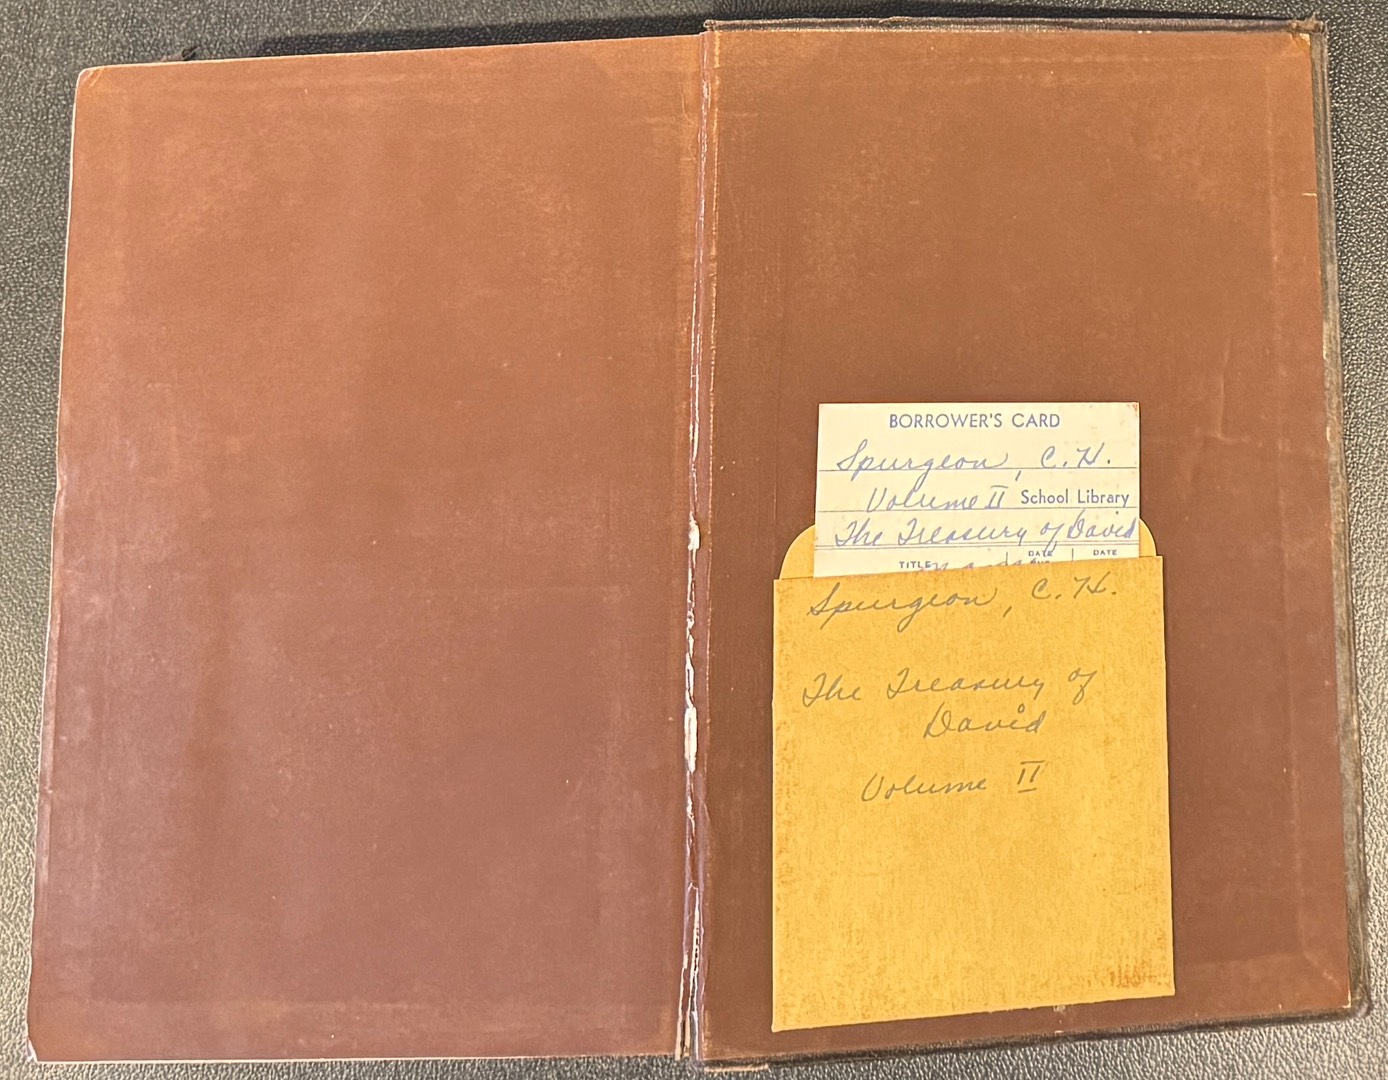 BORROWER'S CARD
Spurgeon, C. H.
Volume II School Library
The Treasury of David
TITLE DATE DATE
Spurgeon, C. H.
The Treasury of
David
Volume II